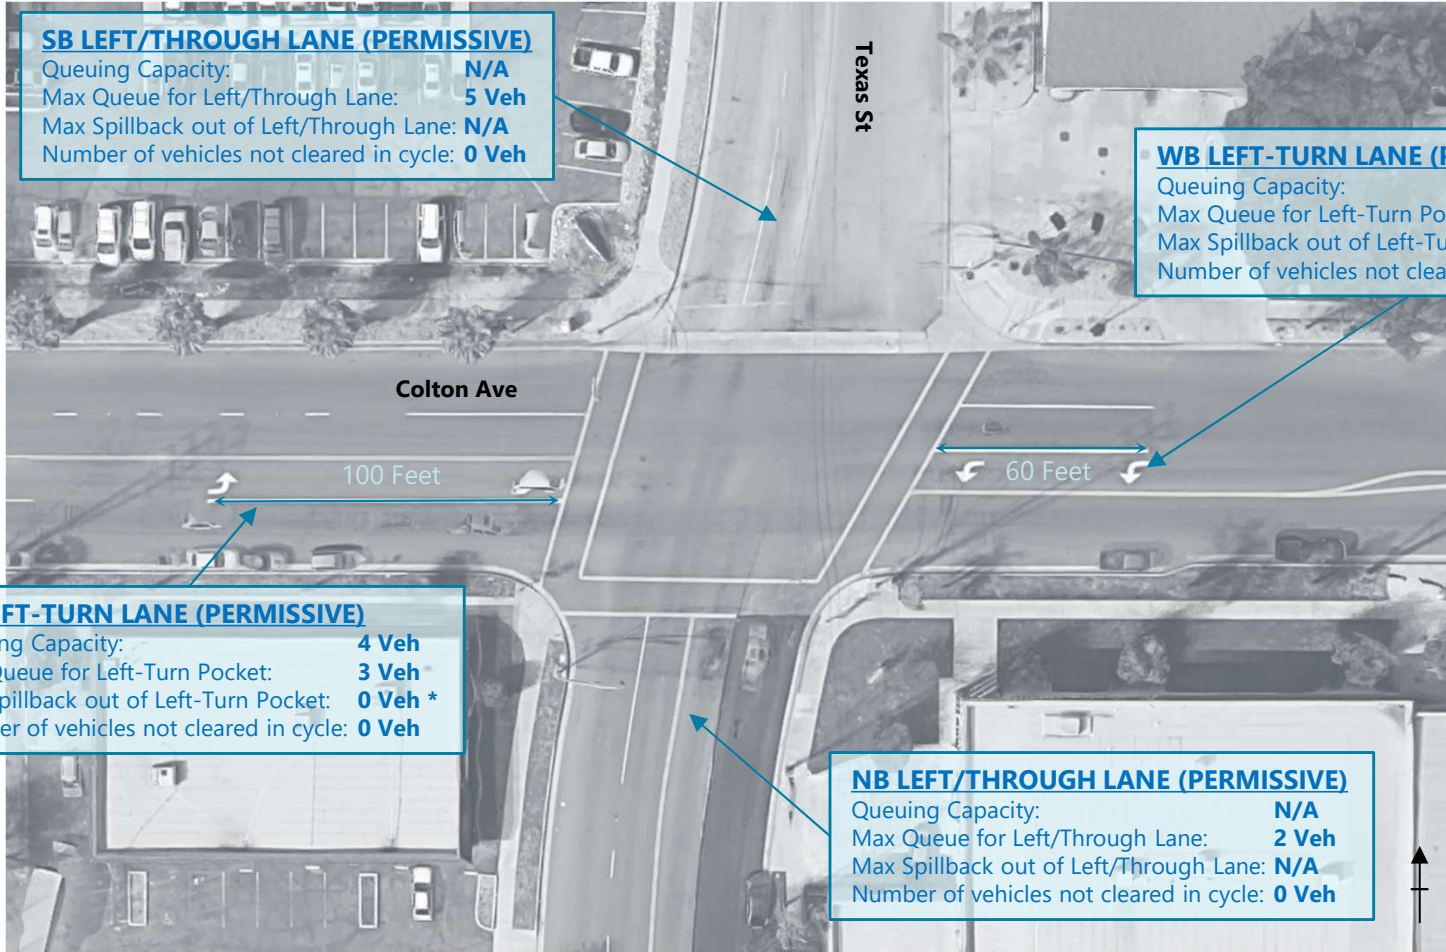 SB LEFT/THROUGH LANE (PERMISSIVE)
Queuing Capacity: N/A
Max Queue for Left/Through Lane: 5 Veh
Max Spillback out of Left/Through Lane: N/A
Number of vehicles not cleared in cycle: 0 Veh
Texas St
WB LEFT-TURN LANE (P
Queuing Capacity:
Max Queue for Left-Turn Po
Max Spillback out of Left-Tu
Number of vehicles not clea
Colton Ave
100 Feet
60 Feet
FT-TURN LANE (PERMISSIVE)
ng Capacity: 4 Veh
Queue for Left-Turn Pocket: 3 Veh
pillback out of Left-Turn Pocket: 0 Veh *
er of vehicles not cleared in cycle: 0 Veh
NB LEFT/THROUGH LANE (PERMISSIVE)
Queuing Capacity: N/A
Max Queue for Left/Through Lane: 2 Veh
Max Spillback out of Left/Through Lane: N/A
Number of vehicles not cleared in cycle: 0 Veh